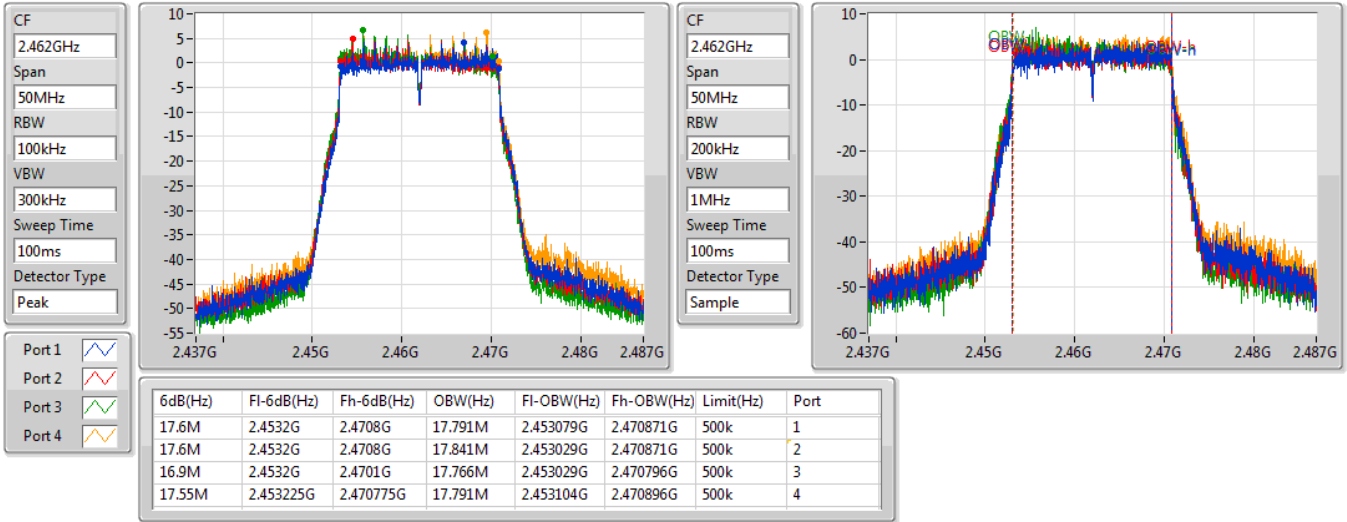 CF
2.462GHz
Span
50MHz
RBW
100kHz
VBW
300kHz
Sweep Time
100ms
Detector Type
Peak
10
5
0
-5
-10
-15
-20
-25
-30
-35
-40
-45
-50
-55
2.437G 2.45G 2.46G 2.47G 2.48G 2.487G
CF
2.462GHz
Span
50MHz
RBW
200kHz
VBW
1MHz
Sweep Time
100ms
Detector Type
Sample
10
0
-10
-20
-30
-40
-50
-60
OBW-h
2.437G 2.45G 2.46G 2.47G 2.48G 2.487G
Port 1
Port 2
Port 3
Port 4
6dB(Hz) Fl-6dB(Hz) Fh-6dB(Hz) OBW(Hz) Fl-OBW(Hz) Fh-OBW(Hz) Limit(Hz) Port
17.6M 2.4532G 2.4708G 17.791M 2.453079G 2.470871G 500k 1
17.6M 2.4532G 2.4708G 17.841M 2.453029G 2.470871G 500k 2
16.9M 2.4532G 2.4701G 17.766M 2.453029G 2.470796G 500k 3
17.55M 2.453225G 2.470775G 17.791M 2.453104G 2.470896G 500k 4